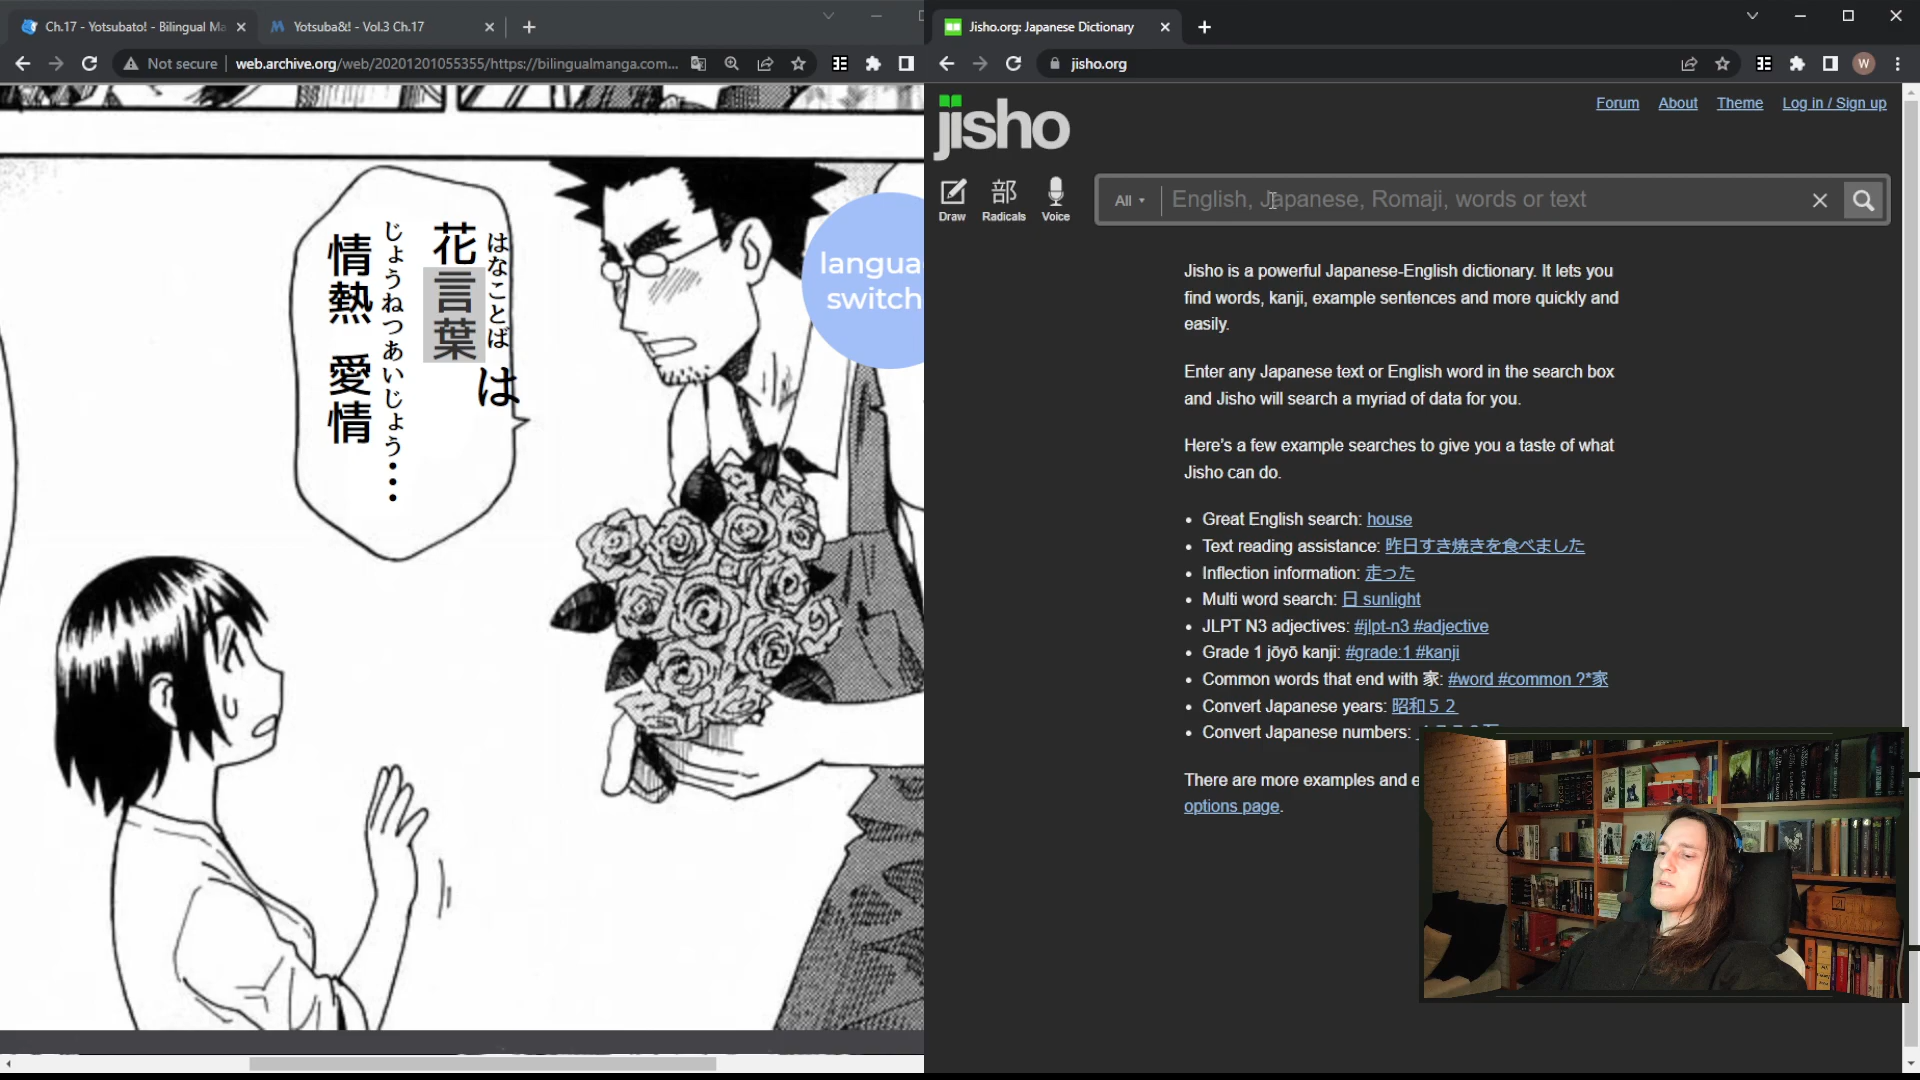 Ch.17 - Yotsubato! - Bilingual Ma
Yotsuba&! - Vol.3 Ch.17
Not secure
web.archive.org/web/20201201055355/https://bilingualmanga.com...
はなことば
花言葉
は
じょうねつあいじょう...
情熱 愛情
langua
switch
Jisho.org: Japanese Dictionary
jisho.org
W
Forum About Theme Log in / Sign up
jisho
Draw
部
Radicals
Voice
All
English, Japanese, Romaji, words or text
Jisho is a powerful Japanese-English dictionary. It lets you
find words, kanji, example sentences and more quickly and
easily.
Enter any Japanese text or English word in the search box
and Jisho will search a myriad of data for you.
Here's a few example searches to give you a taste of what
Jisho can do.
• Great English search: house
• Text reading assistance: 昨日すき焼きを食べました
• Inflection information: 走った
• Multi word search: 日 sunlight
• JLPT N3 adjectives: #jlpt-n3 #adjective
• Grade 1 jōyō kanji: #grade:1 #kanji
• Common words that end with 家: #word #common ?*家
• Convert Japanese years: 昭和５２
• Convert Japanese numbers:
There are more examples and e
options page.